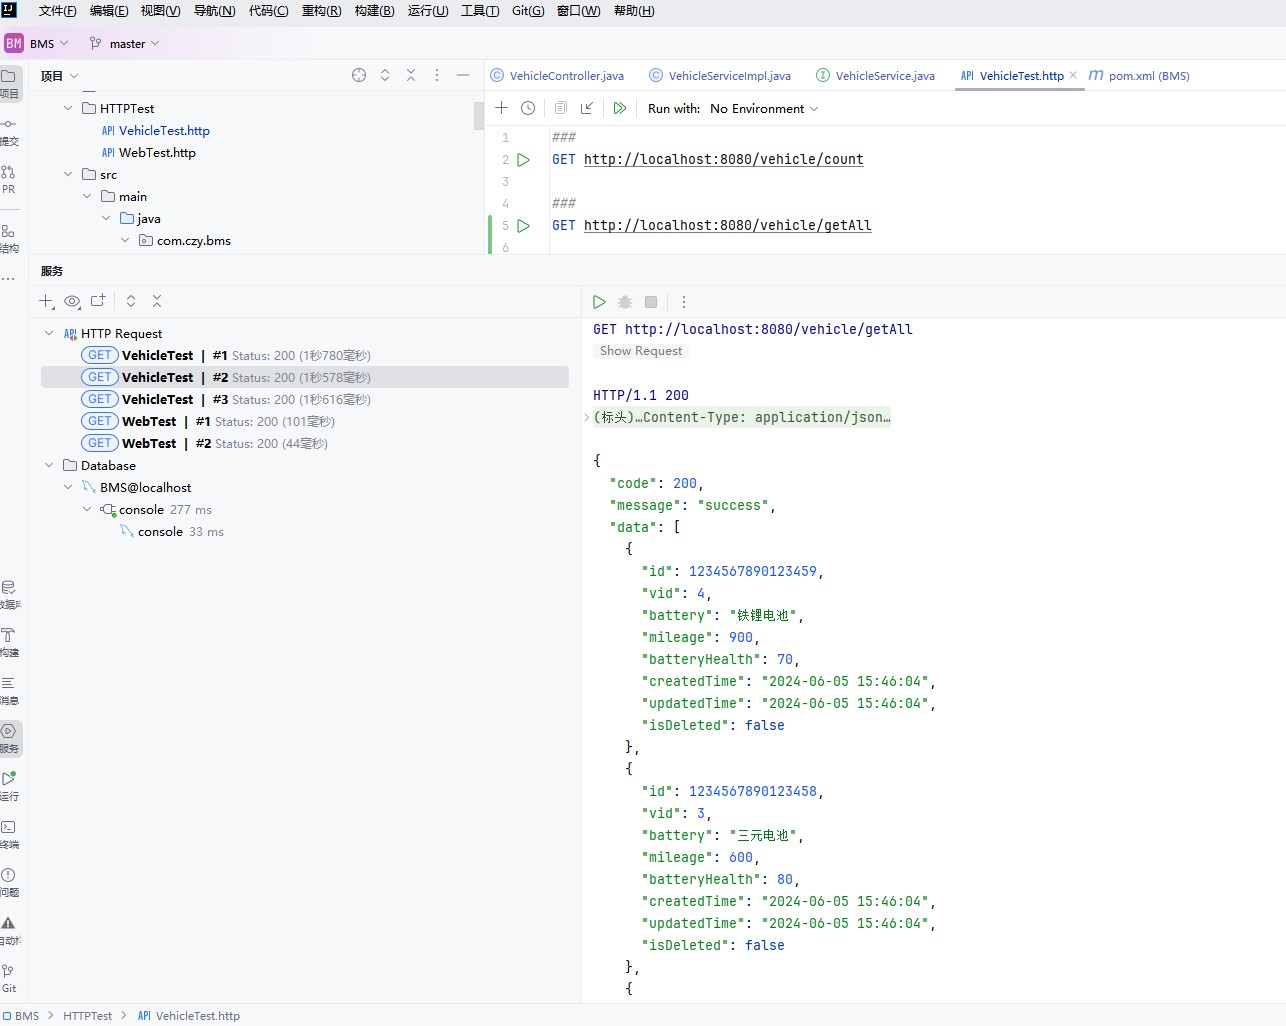 文件(F) 编辑(E) 视图(V) 导航(N) 代码(C) 重构(R) 构建(B) 运行(U) 工具(T) Git(G) 窗口(W) 帮助(H)
BM BMS master
项目
HTTPTest
API VehicleTest.http
API WebTest.http
src
main
java
com.czy.bms
VehicleController.java VehicleServiceImpl.java VehicleService.java API VehicleTest.http pom.xml (BMS)
Run with: No Environment
1 ###
2 GET http://localhost:8080/vehicle/count
3
4 ###
5 GET http://localhost:8080/vehicle/getAll
6
服务
HTTP Request
GET VehicleTest | #1 Status: 200 (1秒780毫秒)
GET VehicleTest | #2 Status: 200 (1秒578毫秒)
GET VehicleTest | #3 Status: 200 (1秒616毫秒)
GET WebTest | #1 Status: 200 (101毫秒)
GET WebTest | #2 Status: 200 (44毫秒)
Database
BMS@localhost
console 277 ms
console 33 ms
GET http://localhost:8080/vehicle/getAll
Show Request
HTTP/1.1 200
(标头)…Content-Type: application/json…
{
"code": 200,
"message": "success",
"data": [
{
"id": 1234567890123459,
"vid": 4,
"battery": "铁锂电池",
"mileage": 900,
"batteryHealth": 70,
"createdTime": "2024-06-05 15:46:04",
"updatedTime": "2024-06-05 15:46:04",
"isDeleted": false
},
{
"id": 1234567890123458,
"vid": 3,
"battery": "三元电池",
"mileage": 600,
"batteryHealth": 80,
"createdTime": "2024-06-05 15:46:04",
"updatedTime": "2024-06-05 15:46:04",
"isDeleted": false
},
{
项目
提交
PR
结构
构建
消息
服务
运行
终端
问题
Git
BMS HTTPTest API VehicleTest.http